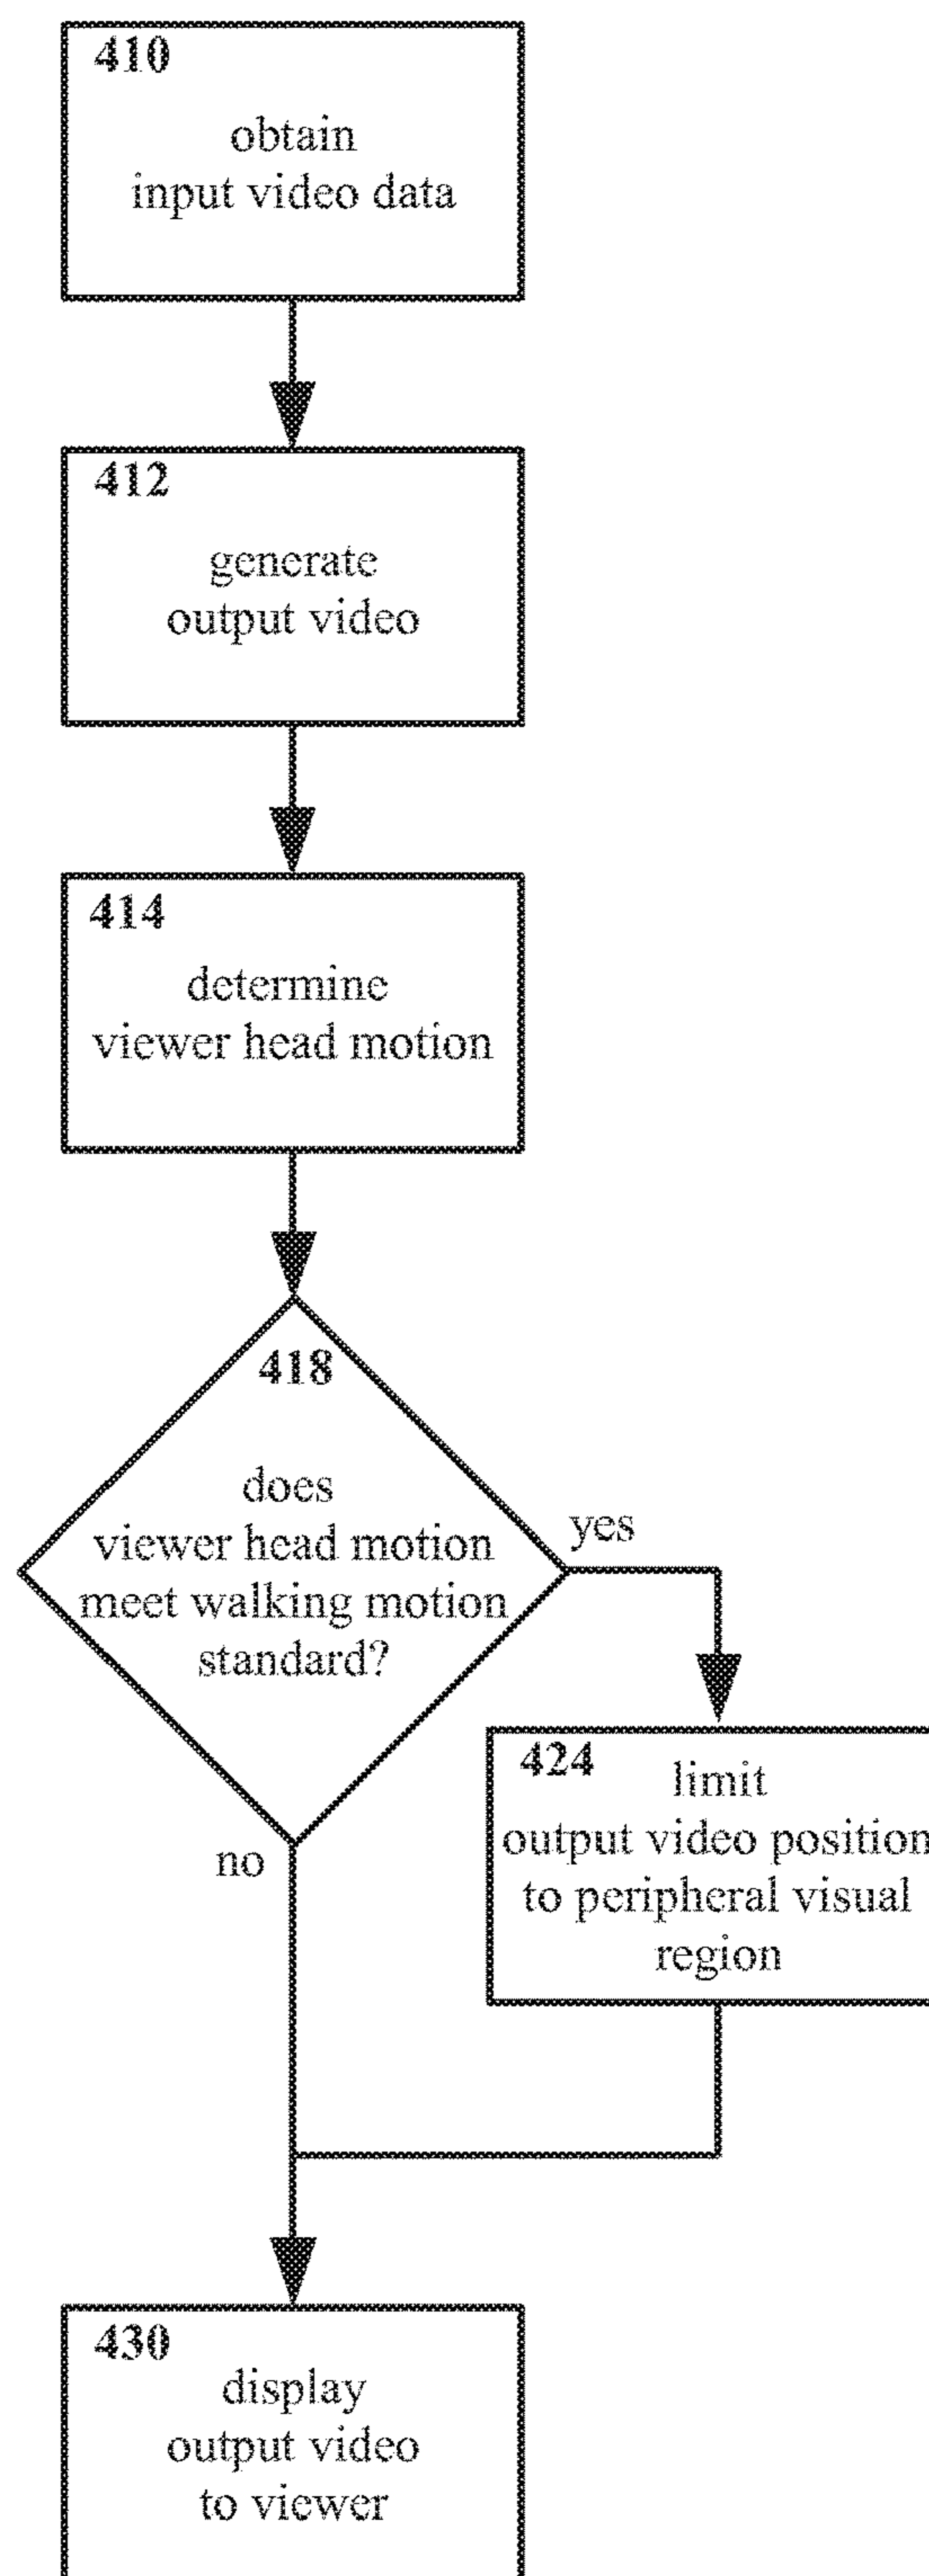 410
obtain
input video data
412
generate
output video
414
determine
viewer head motion
418
does
viewer head motion
meet walking motion
standard?
yes
424
limit
output video position
to peripheral visual
region
no
430
display
output video
to viewer